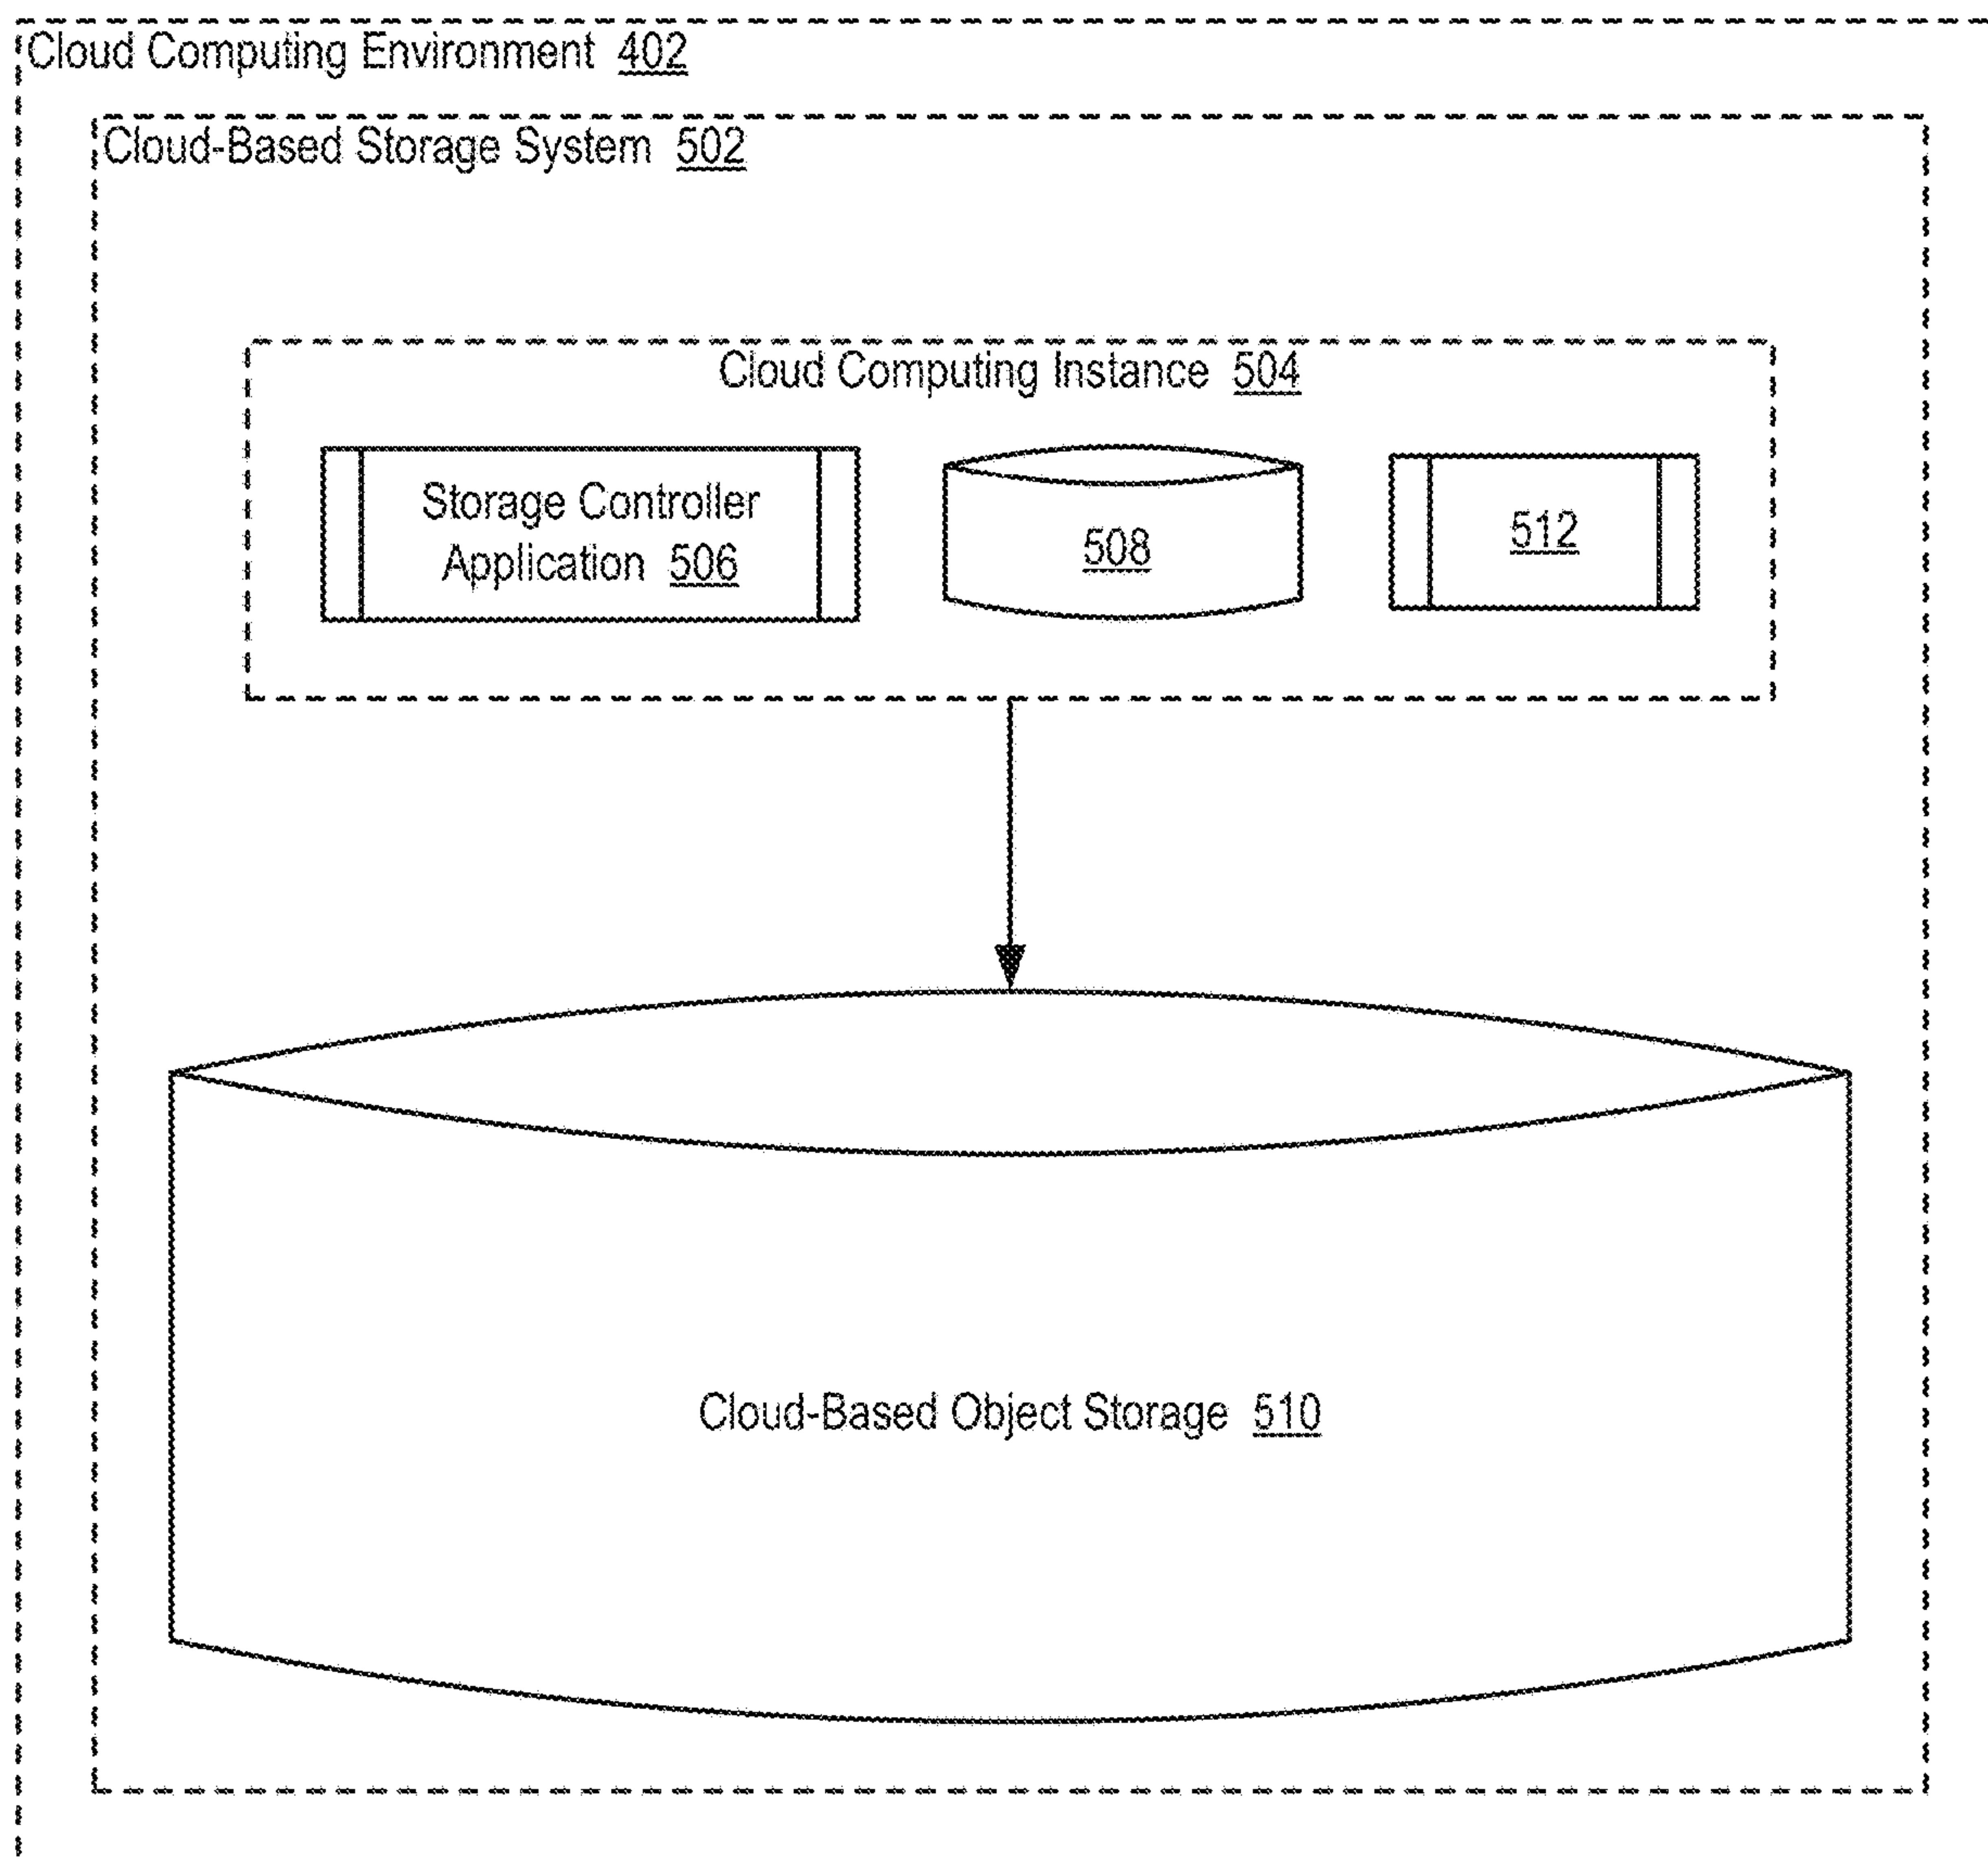 Cloud Computing Environment 402
Cloud-Based Storage System 502
Cloud Computing Instance 504
Storage Controller
Application 506
508
512
Cloud-Based Object Storage 510